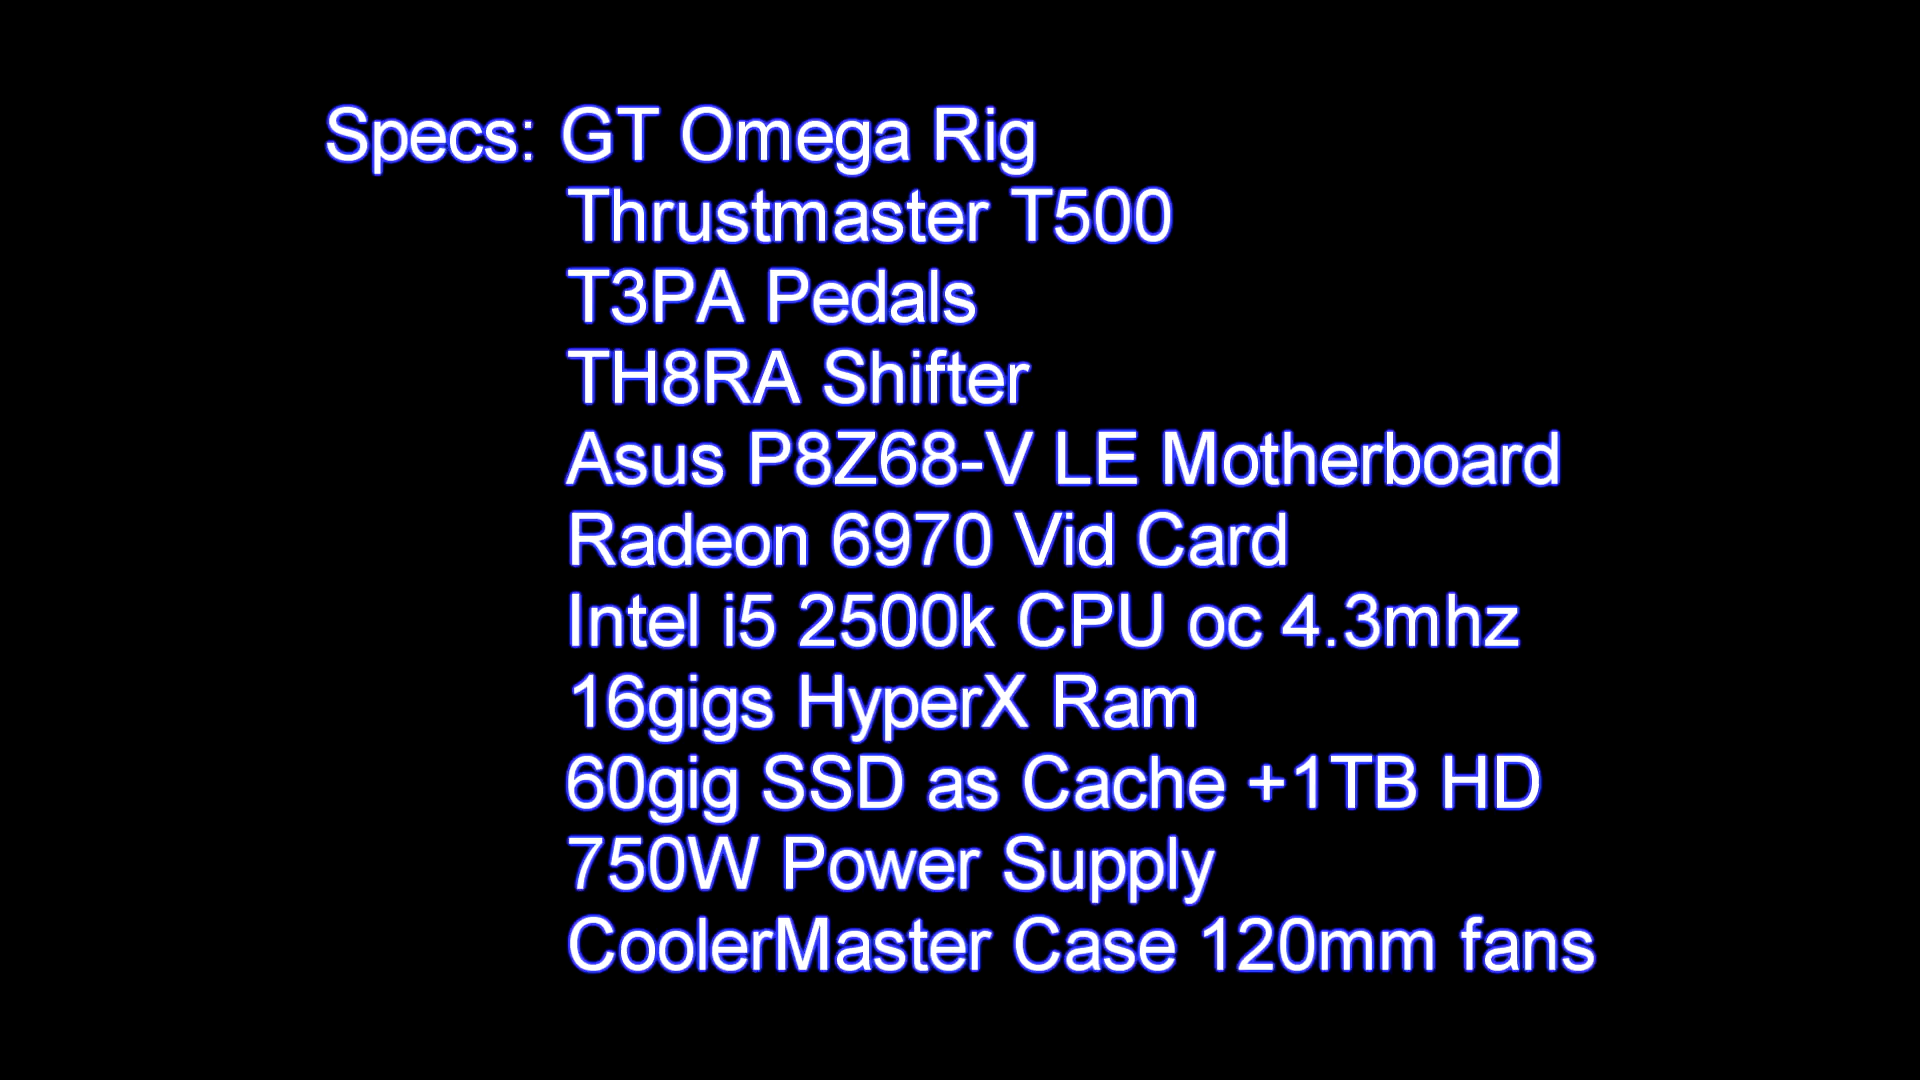 Specs: GT Omega Rig
Thrustmaster T500
T3PA Pedals
TH8RA Shifter
Asus P8Z68-V LE Motherboard
Radeon 6970 Vid Card
Intel i5 2500k CPU oc 4.3mhz
16gigs HyperX Ram
60gig SSD as Cache +1TB HD
750W Power Supply
CoolerMaster Case 120mm fans